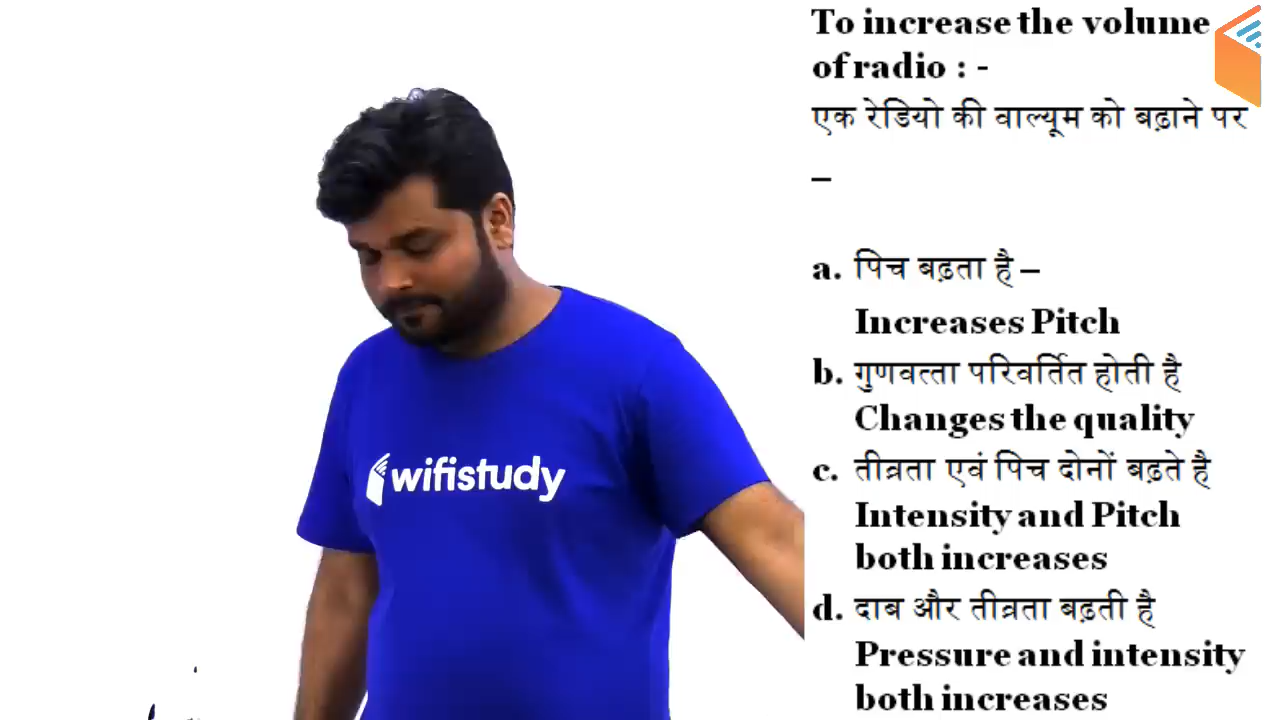 To increase the volume
of radio : -
एक रेडियो की वाल्यूम को बढ़ाने पर
–
a. पिच बढ़ता है –
Increases Pitch
b. गुणवत्ता परिवर्तित होती है
Changes the quality
c. तीव्रता एवं पिच दोनों बढ़ते है
Intensity and Pitch
both increases
d. दाब और तीव्रता बढ़ती है
Pressure and intensity
both increases
wifistudy